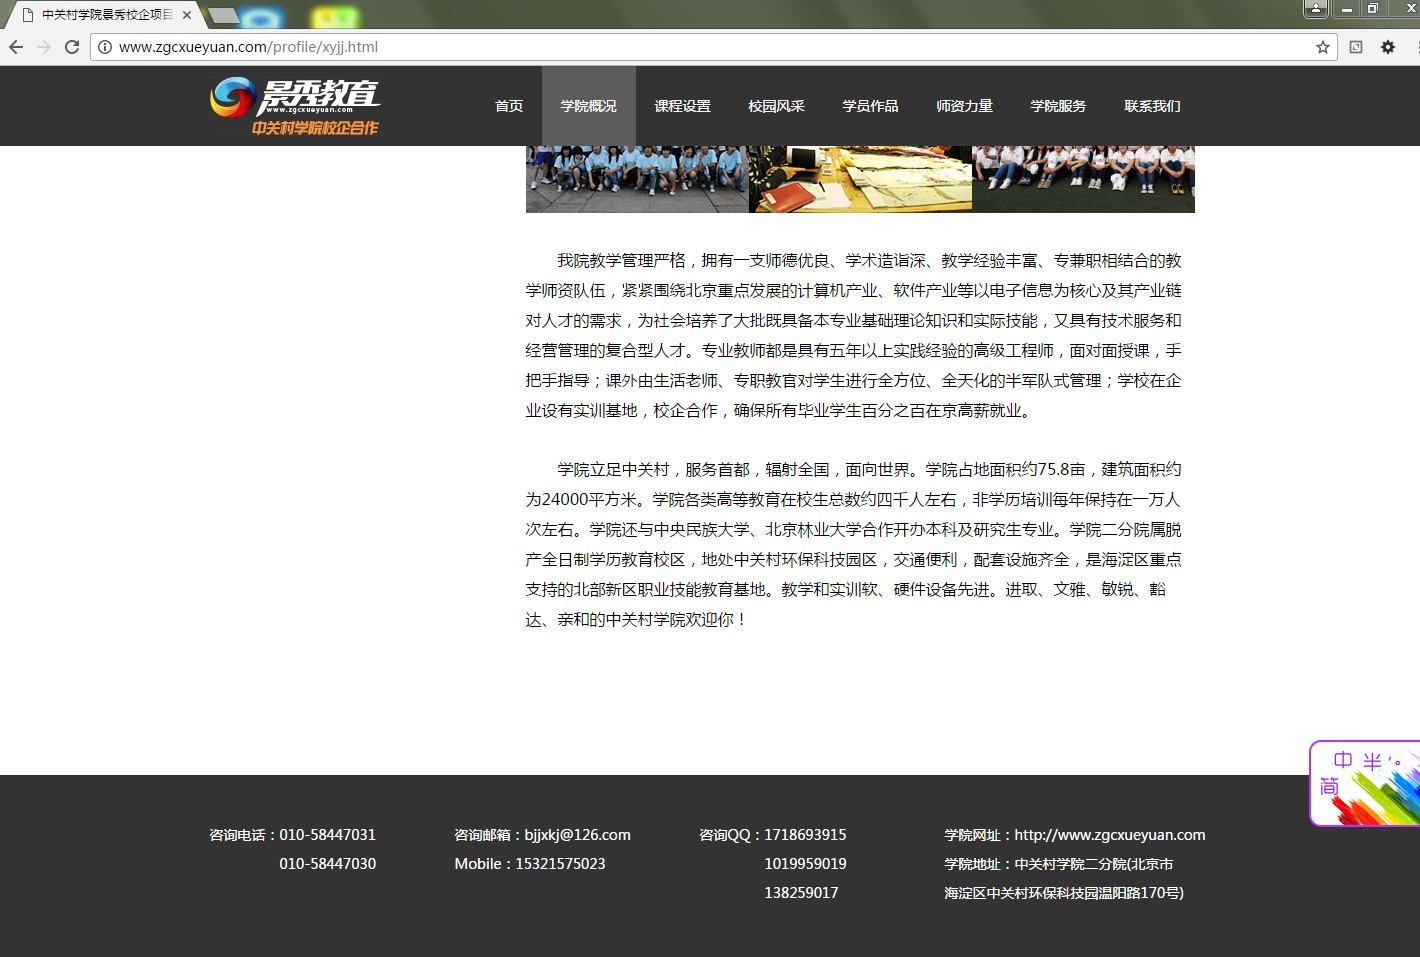 中关村学院景秀校企项目
www.zgcxueyuan.com/profile/xyjj.html
景秀教育
www.zgcxueyuan.com
中关村学院校企合作
首页 学院概况 课程设置 校园风采 学员作品 师资力量 学院服务 联系我们
我院教学管理严格，拥有一支师德优良、学术造诣深、教学经验丰富、专兼职相结合的教
学师资队伍，紧紧围绕北京重点发展的计算机产业、软件产业等以电子信息为核心及其产业链
对人才的需求，为社会培养了大批既具备本专业基础理论知识和实际技能，又具有技术服务和
经营管理的复合型人才。专业教师都是具有五年以上实践经验的高级工程师，面对面授课，手
把手指导；课外由生活老师、专职教官对学生进行全方位、全天化的半军队式管理；学校在企
业设有实训基地，校企合作，确保所有毕业学生百分之百在京高薪就业。
学院立足中关村，服务首都，辐射全国，面向世界。学院占地面积约75.8亩，建筑面积约
为24000平方米。学院各类高等教育在校生总数约四千人左右，非学历培训每年保持在一万人
次左右。学院还与中央民族大学、北京林业大学合作开办本科及研究生专业。学院二分院属脱
产全日制学历教育校区，地处中关村环保科技园区，交通便利，配套设施齐全，是海淀区重点
支持的北部新区职业技能教育基地。教学和实训软、硬件设备先进。进取、文雅、敏锐、豁
达、亲和的中关村学院欢迎你！
中 半
简
咨询电话：010-58447031 咨询邮箱：bjjxkj@126.com 咨询QQ：1718693915 学院网址：http://www.zgcxueyuan.com
010-58447030 Mobile：15321575023 1019959019 学院地址：中关村学院二分院(北京市
138259017 海淀区中关村环保科技园温阳路170号)